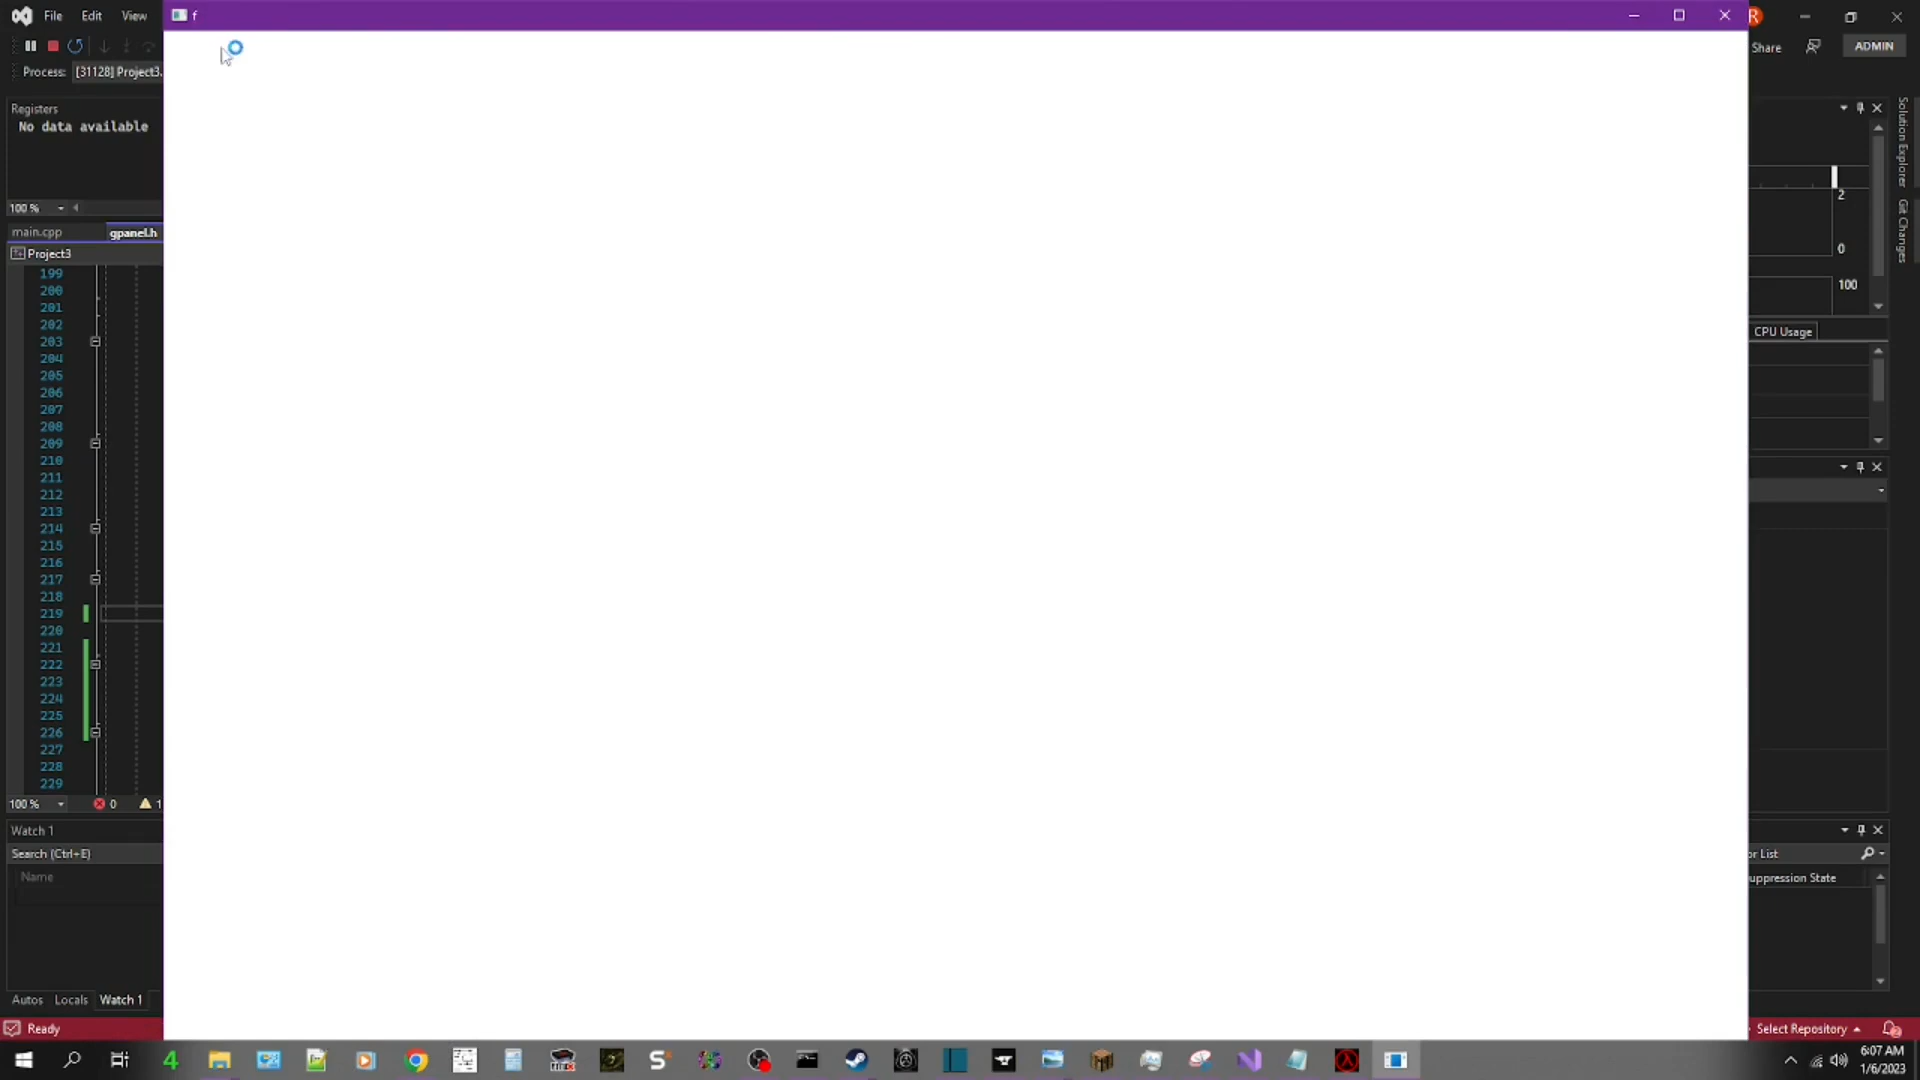 File Edit View
f
Share
ADMIN
Process: [31128] Project3.
Registers
No data available
100 %
main.cpp gpanel.h
Project3
199
200
201
202
203
204
205
206
207
208
209
210
211
212
213
214
215
216
217
218
219
220
221
222
223
224
225
226
227
228
229
100 % 0 1
Watch 1
Search (Ctrl+E)
Name
Autos Locals Watch 1
Ready
Solution Explorer
Git Changes
2
0
100
CPU Usage
or List
uppression State
Select Repository
2
4
S
6:07 AM
1/6/2023